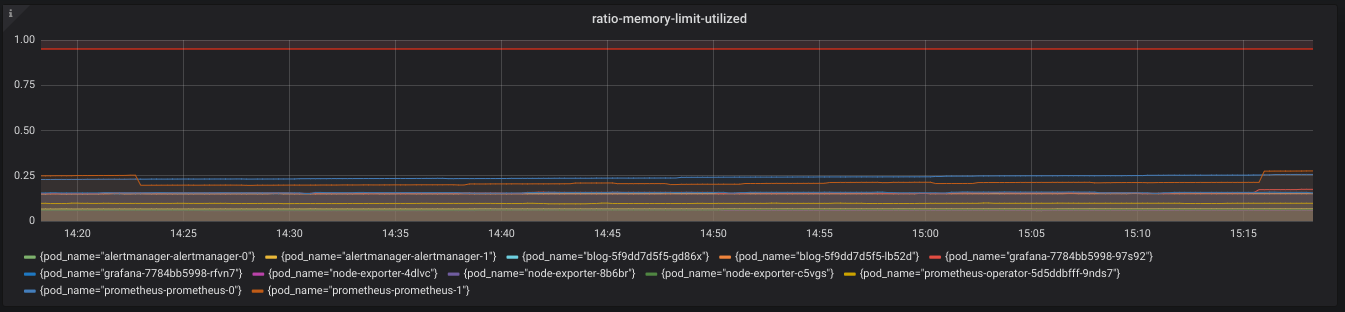 i
ratio-memory-limit-utilized
1.00
0.75
0.50
0.25
0
14:20 14:25 14:30 14:35 14:40 14:45 14:50 14:55 15:00 15:05 15:10 15:15
{pod_name="alertmanager-alertmanager-0"} {pod_name="alertmanager-alertmanager-1"} {pod_name="blog-5f9dd7d5f5-gd86x"} {pod_name="blog-5f9dd7d5f5-lb52d"} {pod_name="grafana-7784bb5998-97s92"}
{pod_name="grafana-7784bb5998-rfvn7"} {pod_name="node-exporter-4dlvc"} {pod_name="node-exporter-8b6br"} {pod_name="node-exporter-c5vgs"} {pod_name="prometheus-operator-5d5ddbfff-9nds7"}
{pod_name="prometheus-prometheus-0"} {pod_name="prometheus-prometheus-1"}